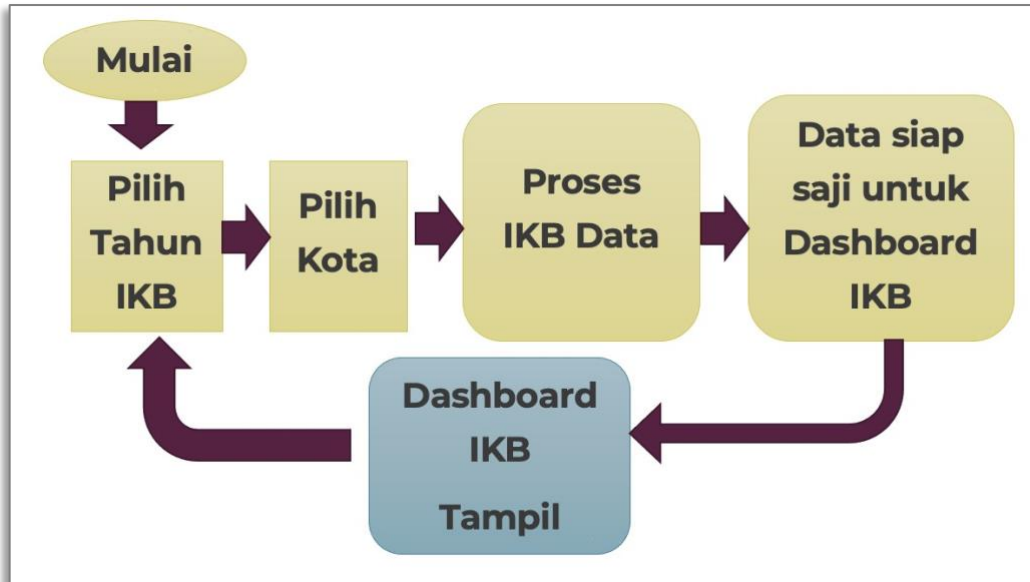 Mulai
Pilih
Tahun
IKB
Pilih
Kota
Proses
IKB Data
Data siap
saji untuk
Dashboard
IKB
Dashboard
IKB
Tampil